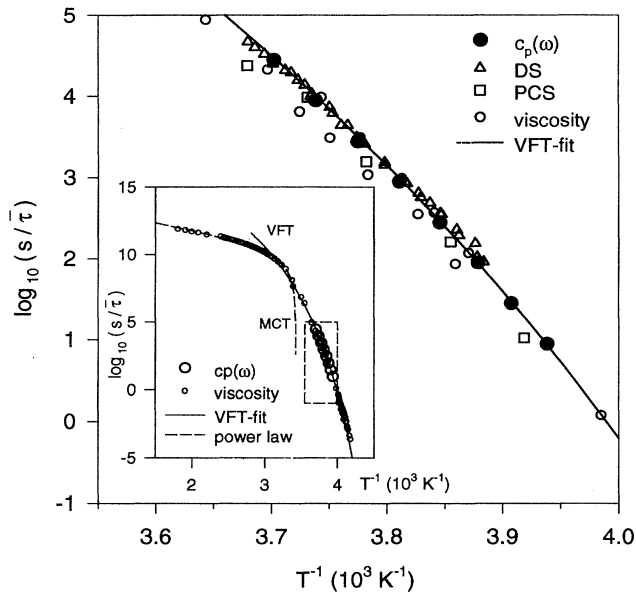 5
4
3
2
1
0
-1
log₁₀ (s/τ̄)
3.6
3.7
3.8
3.9
4.0
T⁻¹ (10³ K⁻¹)
c_p(ω)
DS
PCS
viscosity
VFT-fit
15
10
5
0
-5
log₁₀ (s/τ̄)
VFT
MCT
cp(ω)
viscosity
VFT-fit
power law
2
3
4
T⁻¹ (10³ K⁻¹)